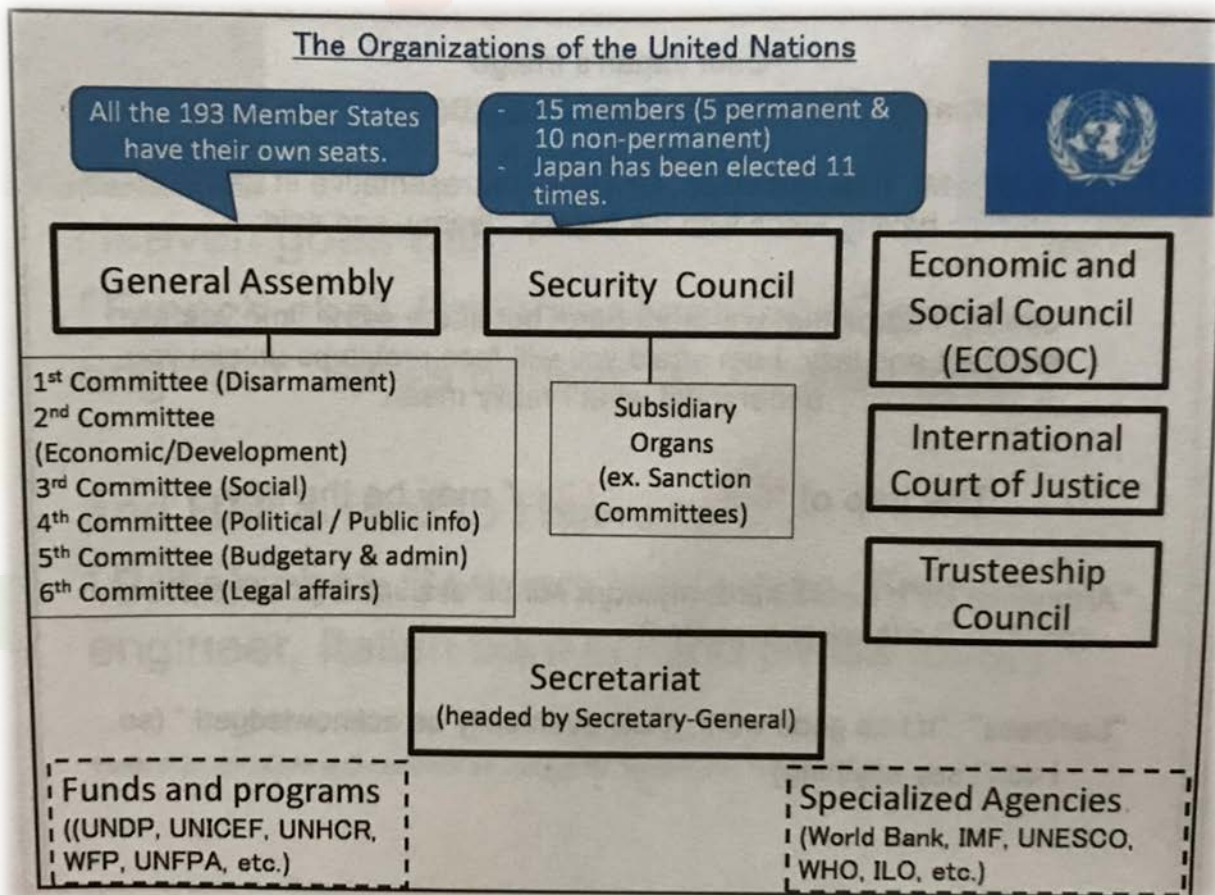 The Organizations of the United Nations
All the 193 Member States
have their own seats.
- 15 members (5 permanent &
10 non-permanent)
- Japan has been elected 11
times.
General Assembly
Security Council
Economic and
Social Council
(ECOSOC)
1st Committee (Disarmament)
2nd Committee
(Economic/Development)
3rd Committee (Social)
4th Committee (Political / Public info)
5th Committee (Budgetary & admin)
6th Committee (Legal affairs)
Subsidiary
Organs
(ex. Sanction
Committees)
International
Court of Justice
Trusteeship
Council
Secretariat
(headed by Secretary-General)
Funds and programs
((UNDP, UNICEF, UNHCR,
WFP, UNFPA, etc.)
Specialized Agencies
(World Bank, IMF, UNESCO,
WHO, ILO, etc.)